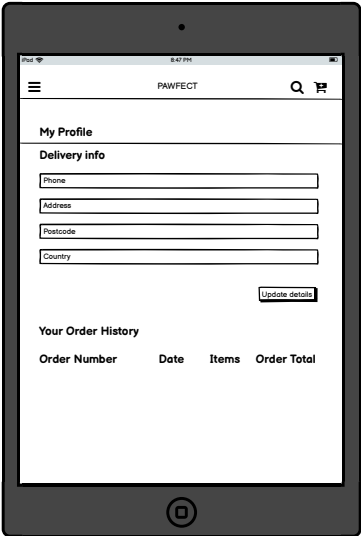 iPad 8:47 PM
PAWFECT
My Profile
Delivery info
Phone
Address
Postcode
Country
Update details
Your Order History
Order Number Date Items Order Total